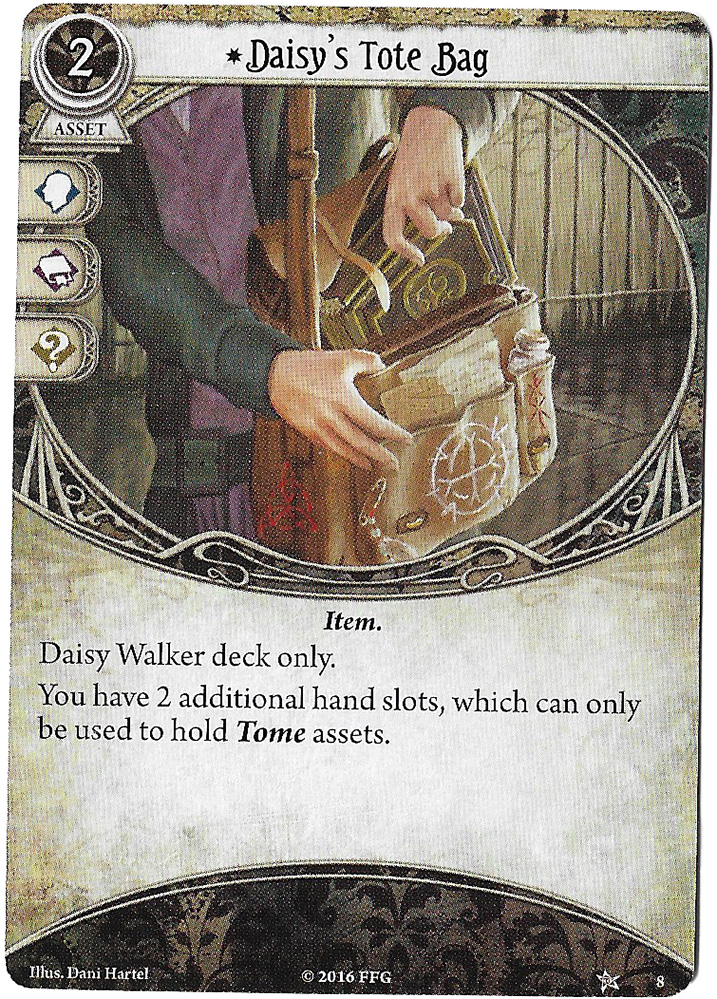 2
*Daisy's Tote Bag
ASSET
?
Item.
Daisy Walker deck only.
You have 2 additional hand slots, which can only
be used to hold Tome assets.
Illus. Dani Hartel
© 2016 FFG
8